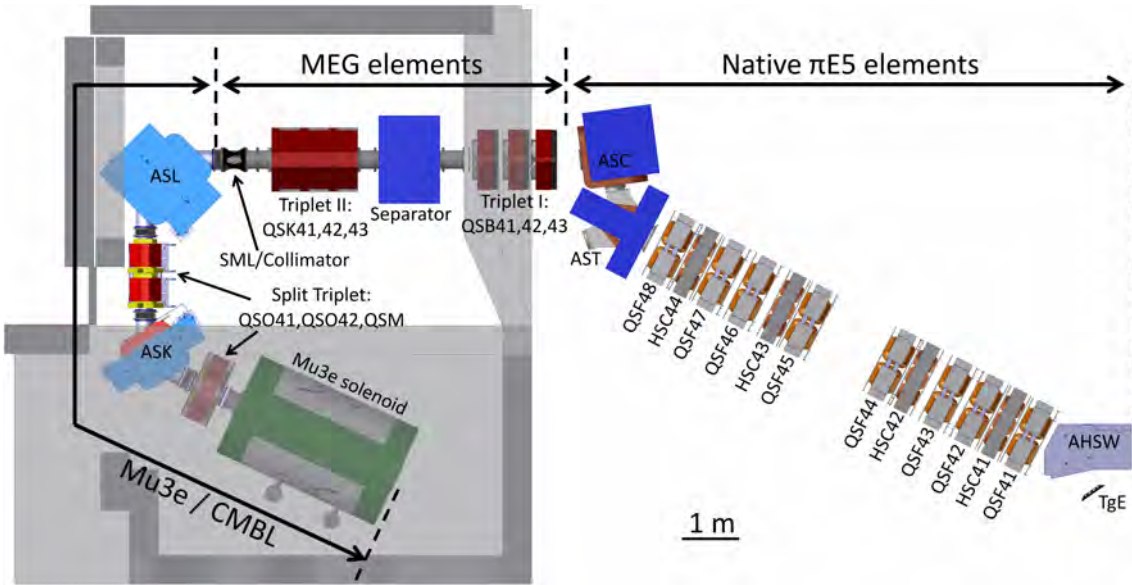 MEG elements
Native πE5 elements
ASL
ASC
Triplet II:
QSK41,42,43
Separator
Triplet I:
QSB41,42,43
SML/Collimator
AST
Split Triplet:
QSO41,QSO42,QSM
ASK
Mu3e solenoid
Mu3e / CMBL
QSF48
HSC44
QSF47
QSF46
HSC43
QSF45
QSF44
HSC42
QSF43
QSF42
HSC41
QSF41
AHSW
TgE
1 m